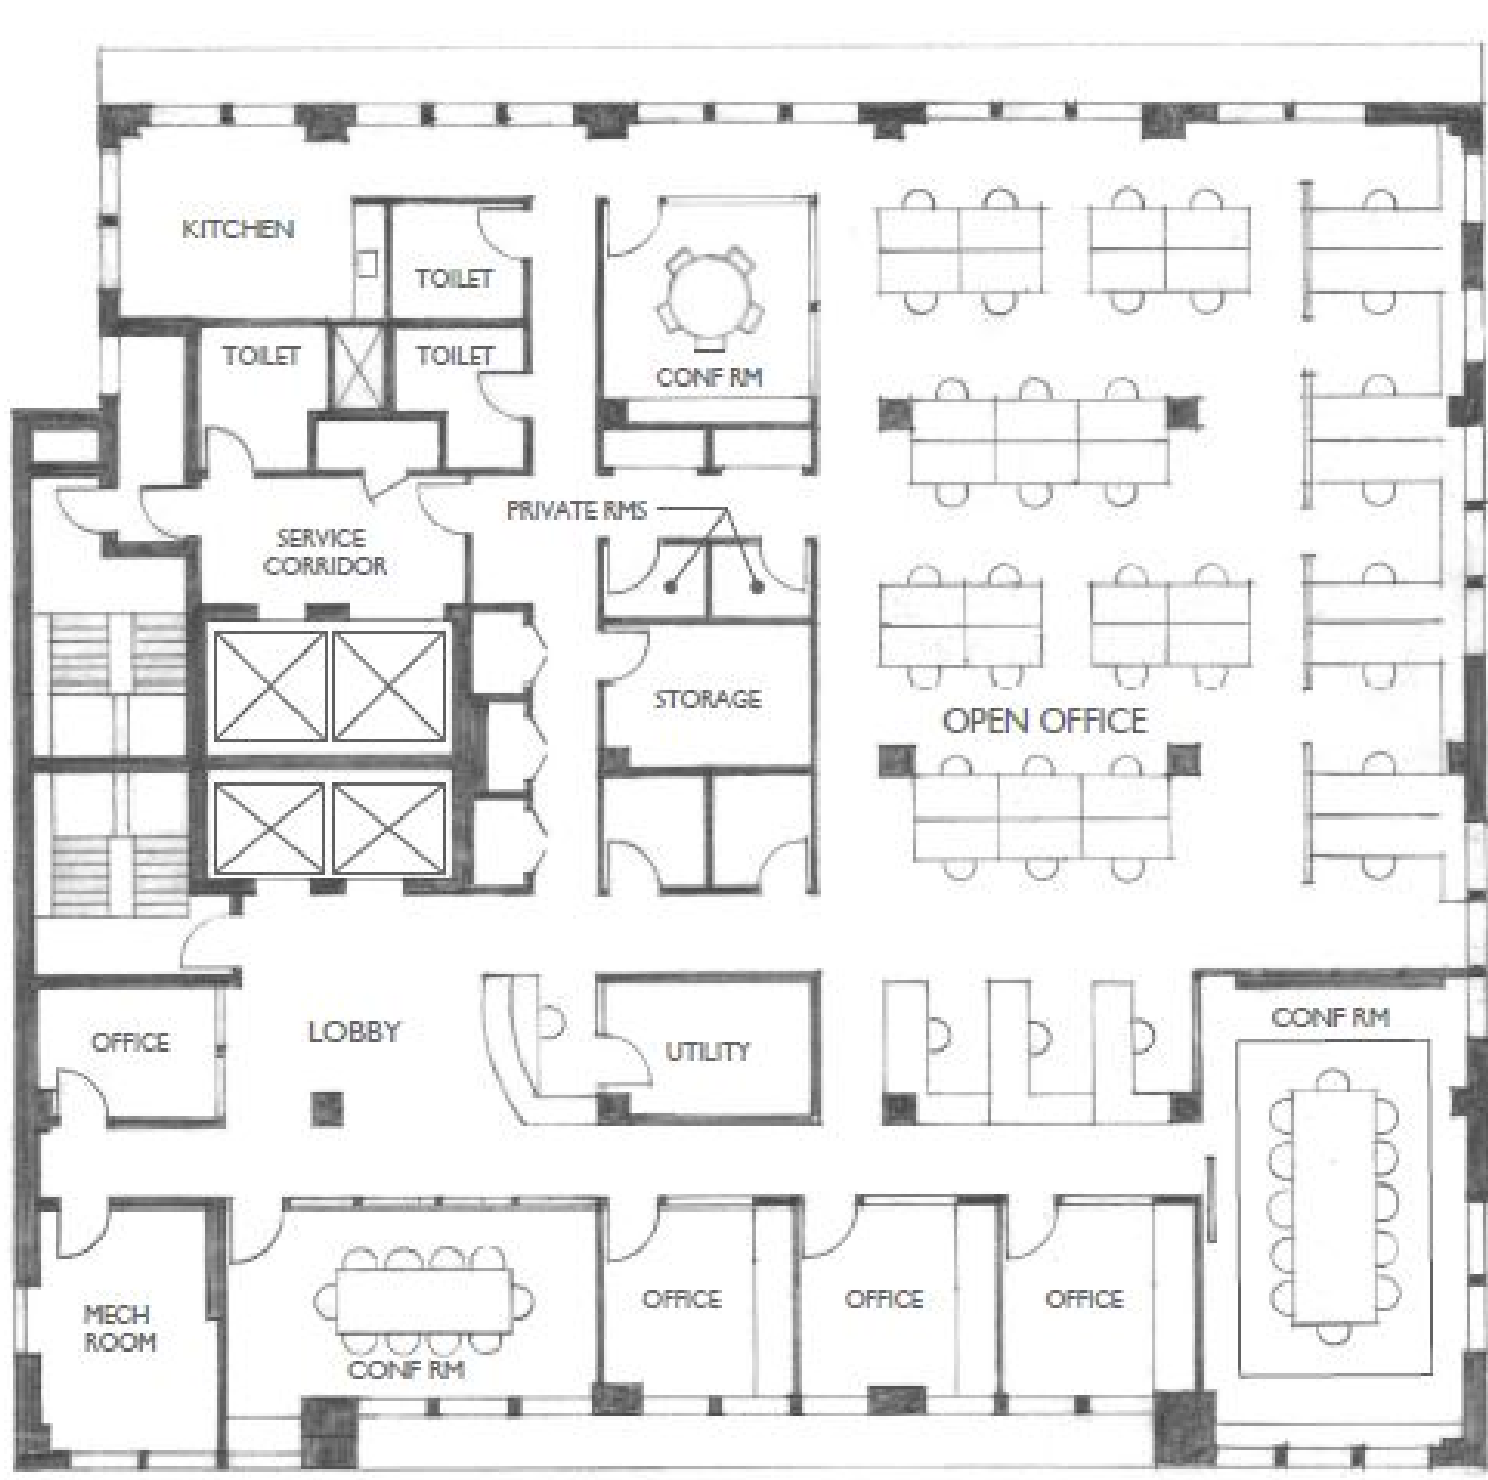 KITCHEN
TOILET
TOILET
TOILET
CONF RM
PRIVATE RMS
SERVICE
CORRIDOR
STORAGE
OPEN OFFICE
OFFICE
LOBBY
UTILITY
CONF RM
MECH
ROOM
CONF RM
OFFICE
OFFICE
OFFICE